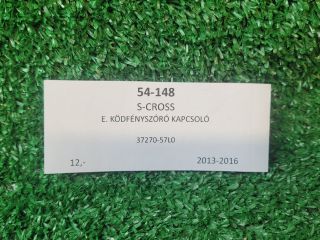 54-148
S-CROSS
E. KÖDFÉNYSZÓRÓ KAPCSOLÓ
37270-57L0
12,- 2013-2016